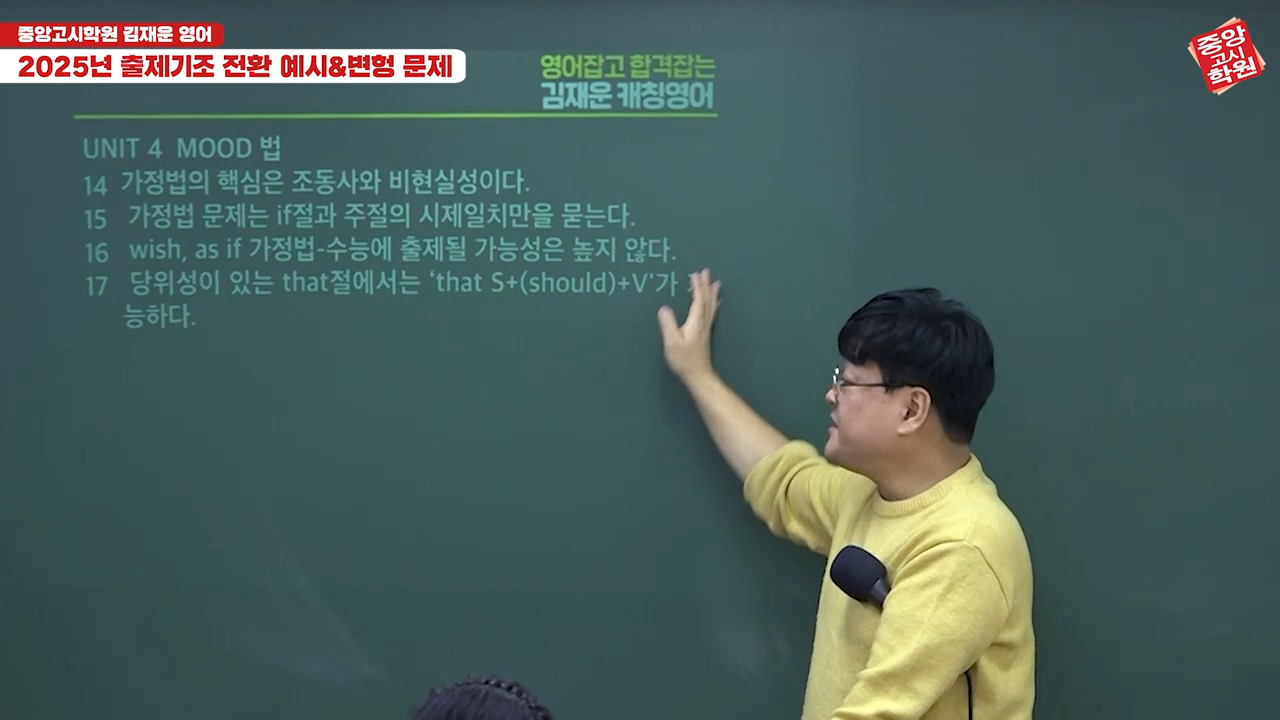 중앙고시학원 김재운 영어
2025년 출제기조 전환 예시&변형 문제
중앙
고시
학원
영어잡고 합격잡는
김재운 캐칭영어
UNIT 4 MOOD 법
14 가정법의 핵심은 조동사와 비현실성이다.
15 가정법 문제는 if절과 주절의 시제일치만을 묻는다.
16 wish, as if 가정법-수능에 출제될 가능성은 높지 않다.
17 당위성이 있는 that절에서는 ‘that S+(should)+V'가
능하다.